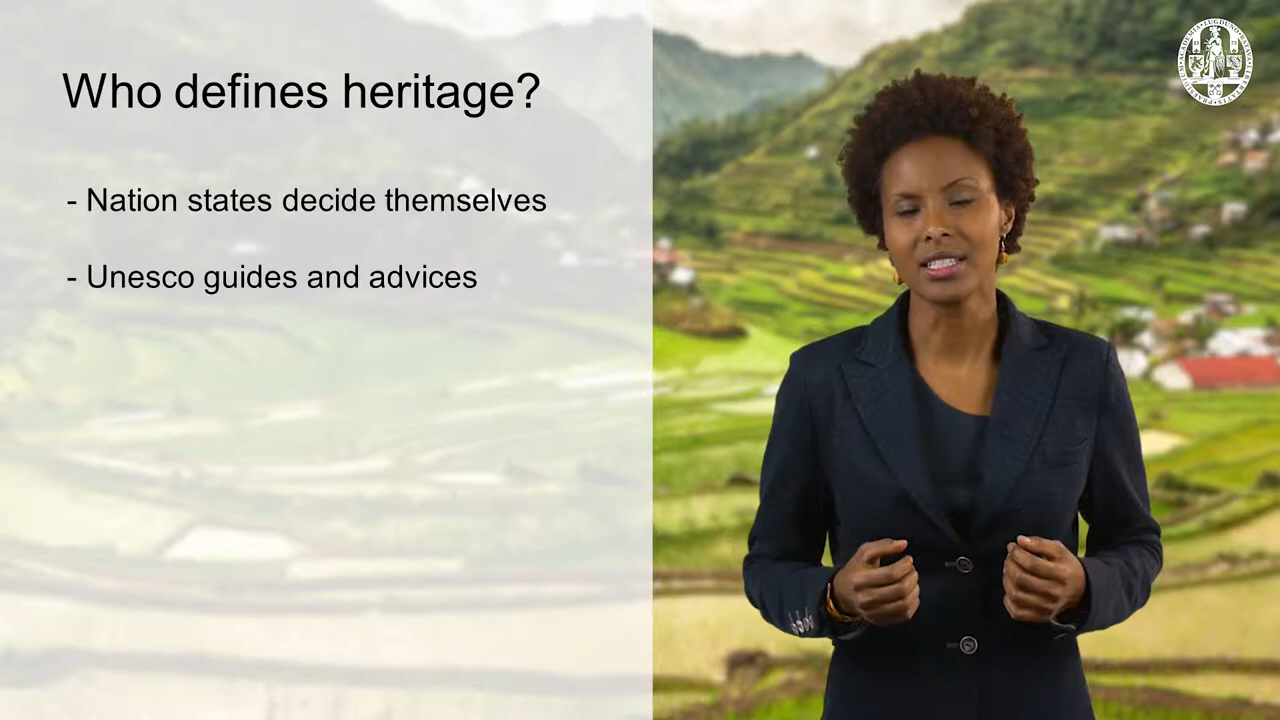 Who defines heritage?
- Nation states decide themselves
- Unesco guides and advices